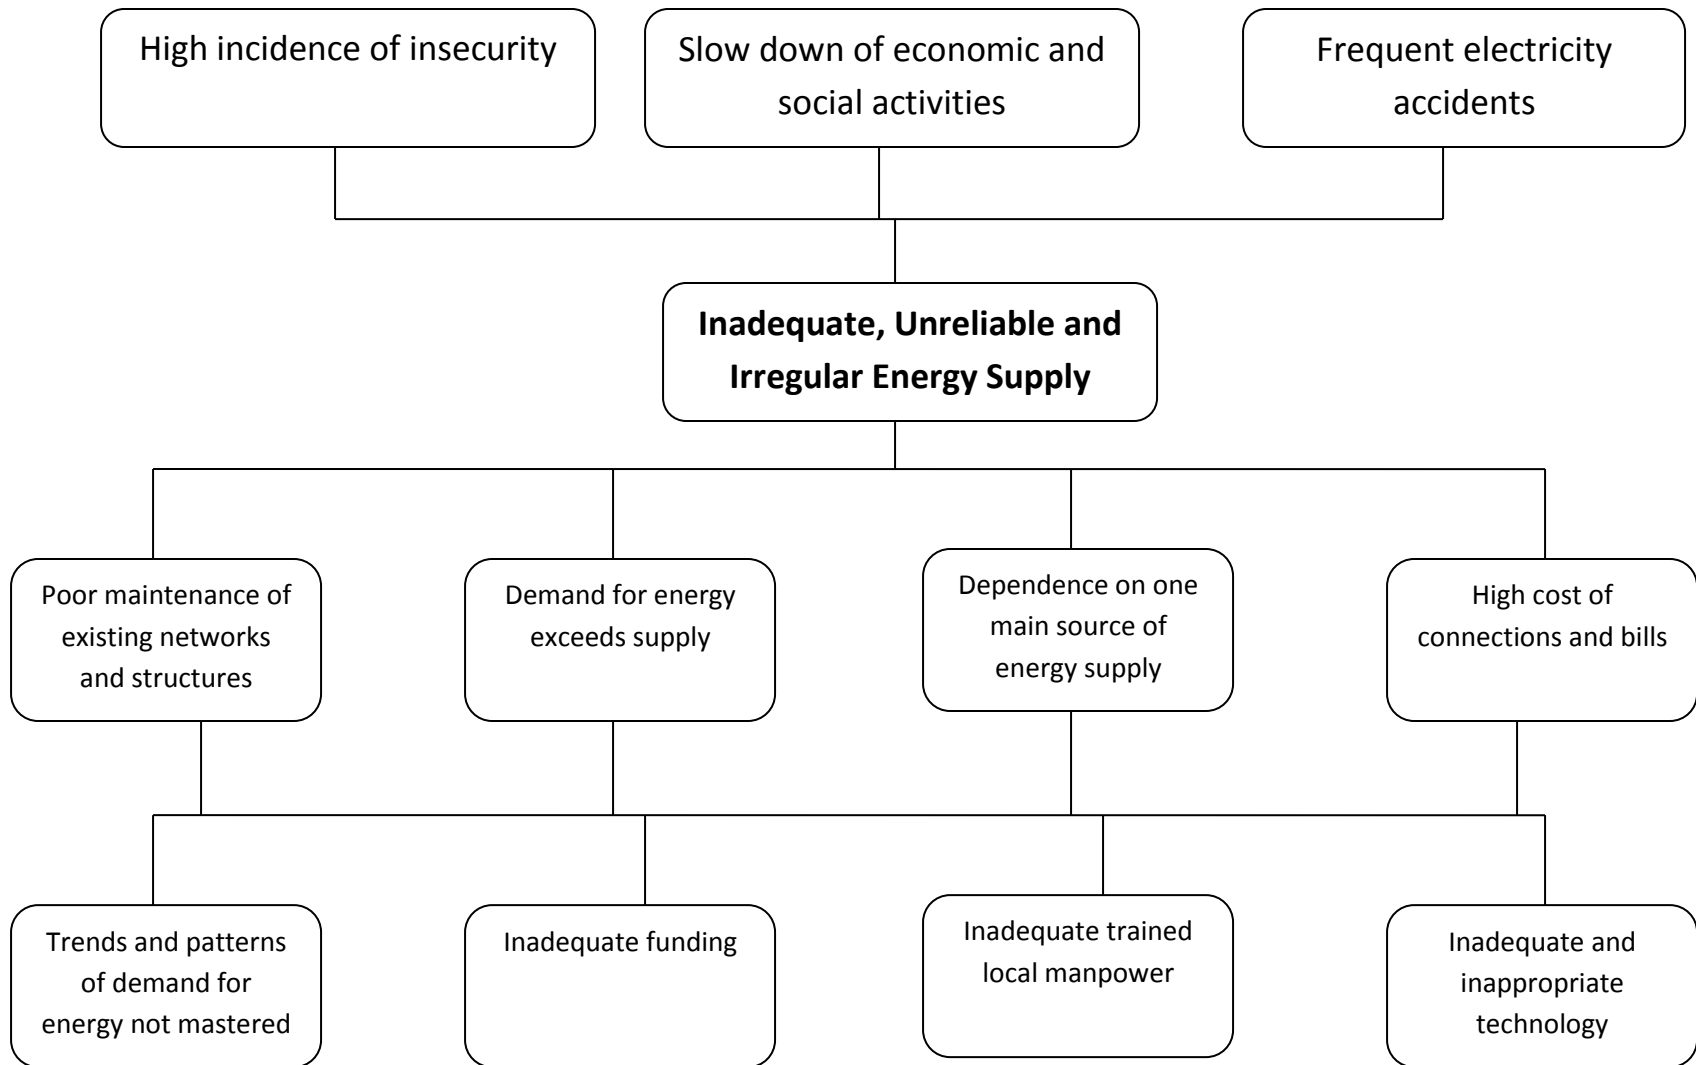 High incidence of insecurity
Slow down of economic and
social activities
Frequent electricity
accidents
Inadequate, Unreliable and
Irregular Energy Supply
Poor maintenance of
existing networks
and structures
Demand for energy
exceeds supply
Dependence on one
main source of
energy supply
High cost of
connections and bills
Trends and patterns
of demand for
energy not mastered
Inadequate funding
Inadequate trained
local manpower
Inadequate and
inappropriate
technology